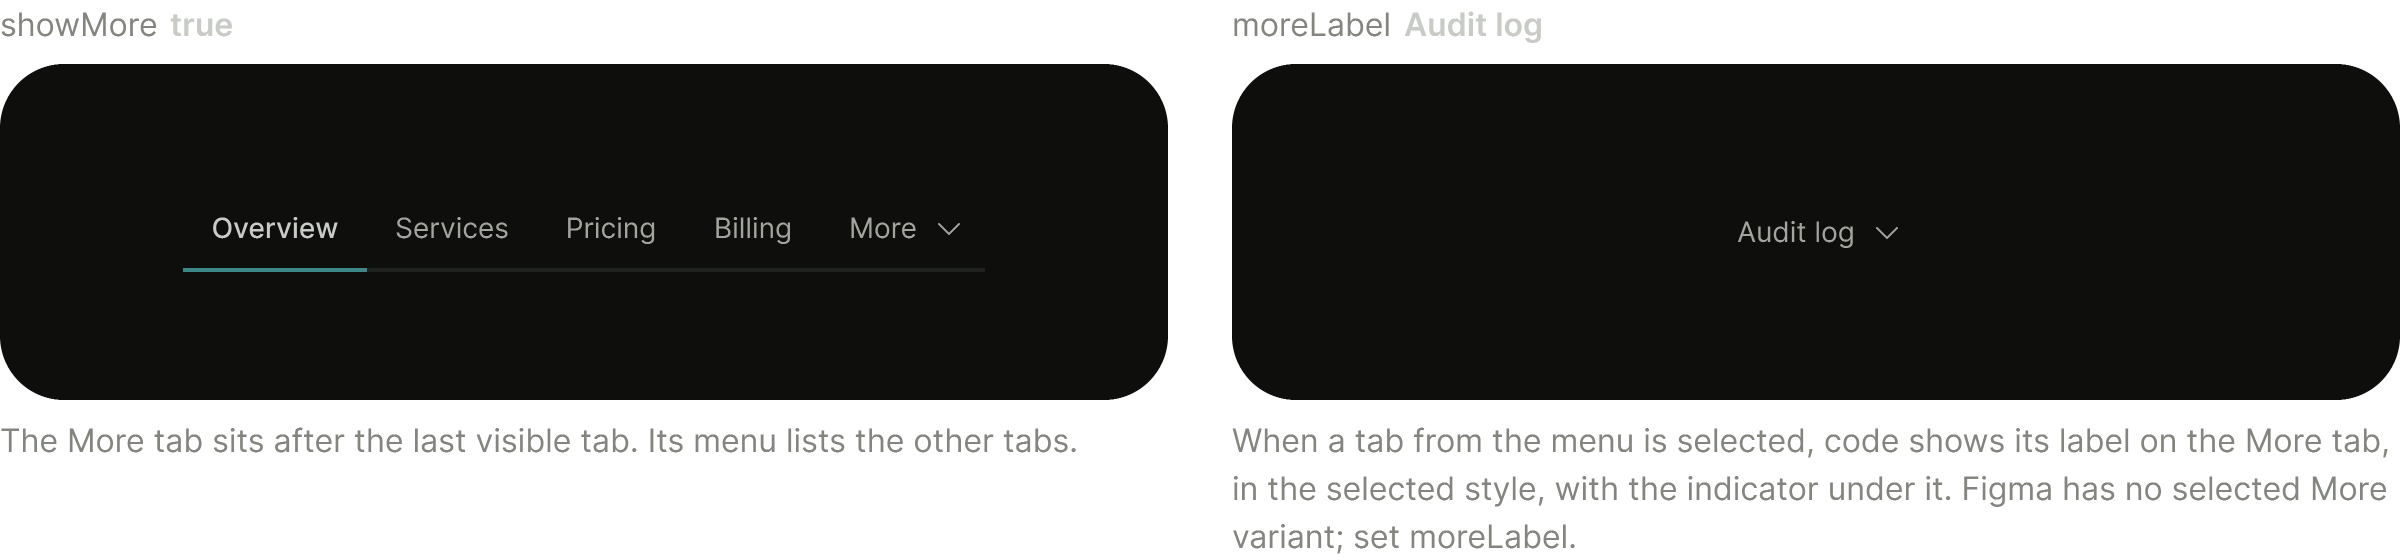 showMore true
Overview Services Pricing Billing More
The More tab sits after the last visible tab. Its menu lists the other tabs.
moreLabel Audit log
Audit log
When a tab from the menu is selected, code shows its label on the More tab,
in the selected style, with the indicator under it. Figma has no selected More
variant; set moreLabel.